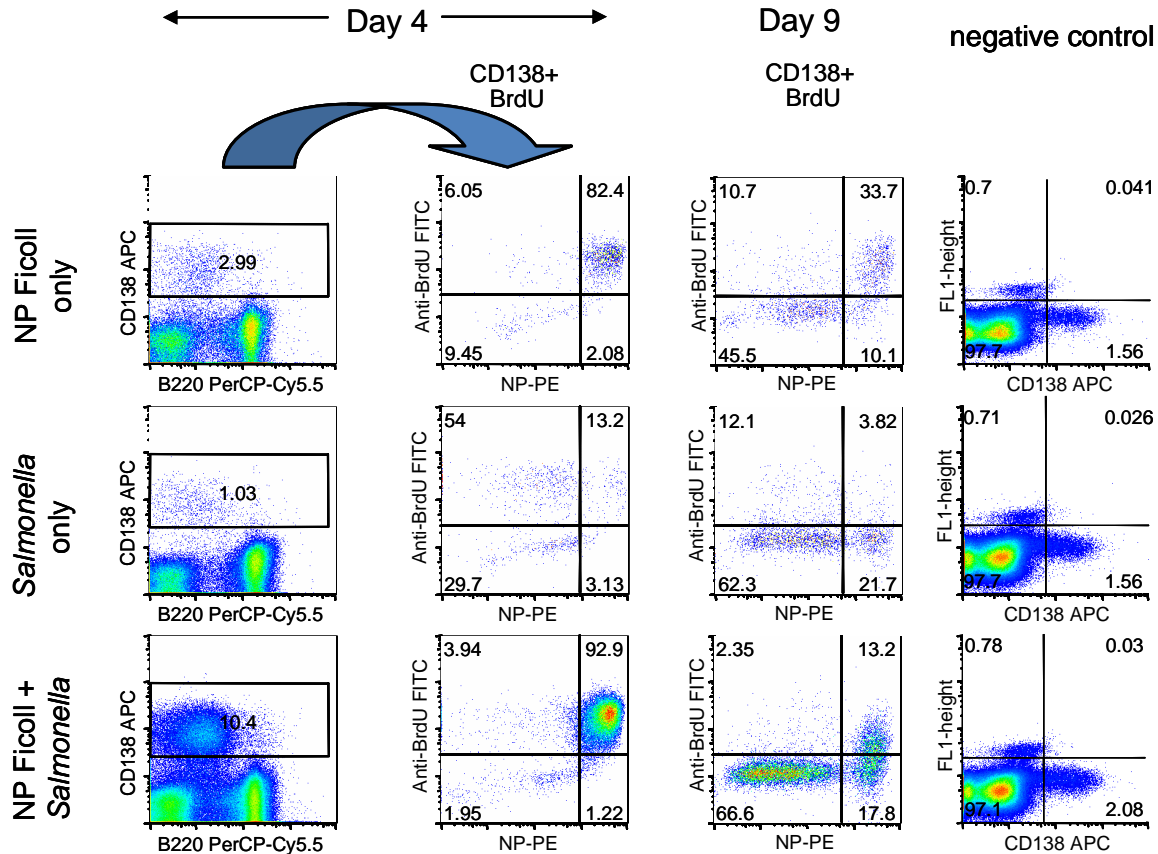 Day 4
Day 9
negative control
CD138+
BrdU
CD138+
BrdU
NP Ficoll
only
CD138 APC
2.99
B220 PerCP-Cy5.5
Anti-BrdU FITC
6.05
82.4
9.45
2.08
NP-PE
Anti-BrdU FITC
10.7
33.7
45.5
10.1
NP-PE
FL1-height
0.7
0.041
97.7
1.56
CD138 APC
Salmonella
only
CD138 APC
1.03
B220 PerCP-Cy5.5
Anti-BrdU FITC
54
13.2
29.7
3.13
NP-PE
Anti-BrdU FITC
12.1
3.82
62.3
21.7
NP-PE
FL1-height
0.71
0.026
97.7
1.56
CD138 APC
NP Ficoll +
Salmonella
CD138 APC
10.4
B220 PerCP-Cy5.5
Anti-BrdU FITC
3.94
92.9
1.95
1.22
NP-PE
Anti-BrdU FITC
2.35
13.2
66.6
17.8
NP-PE
FL1-height
0.78
0.03
97.1
2.08
CD138 APC